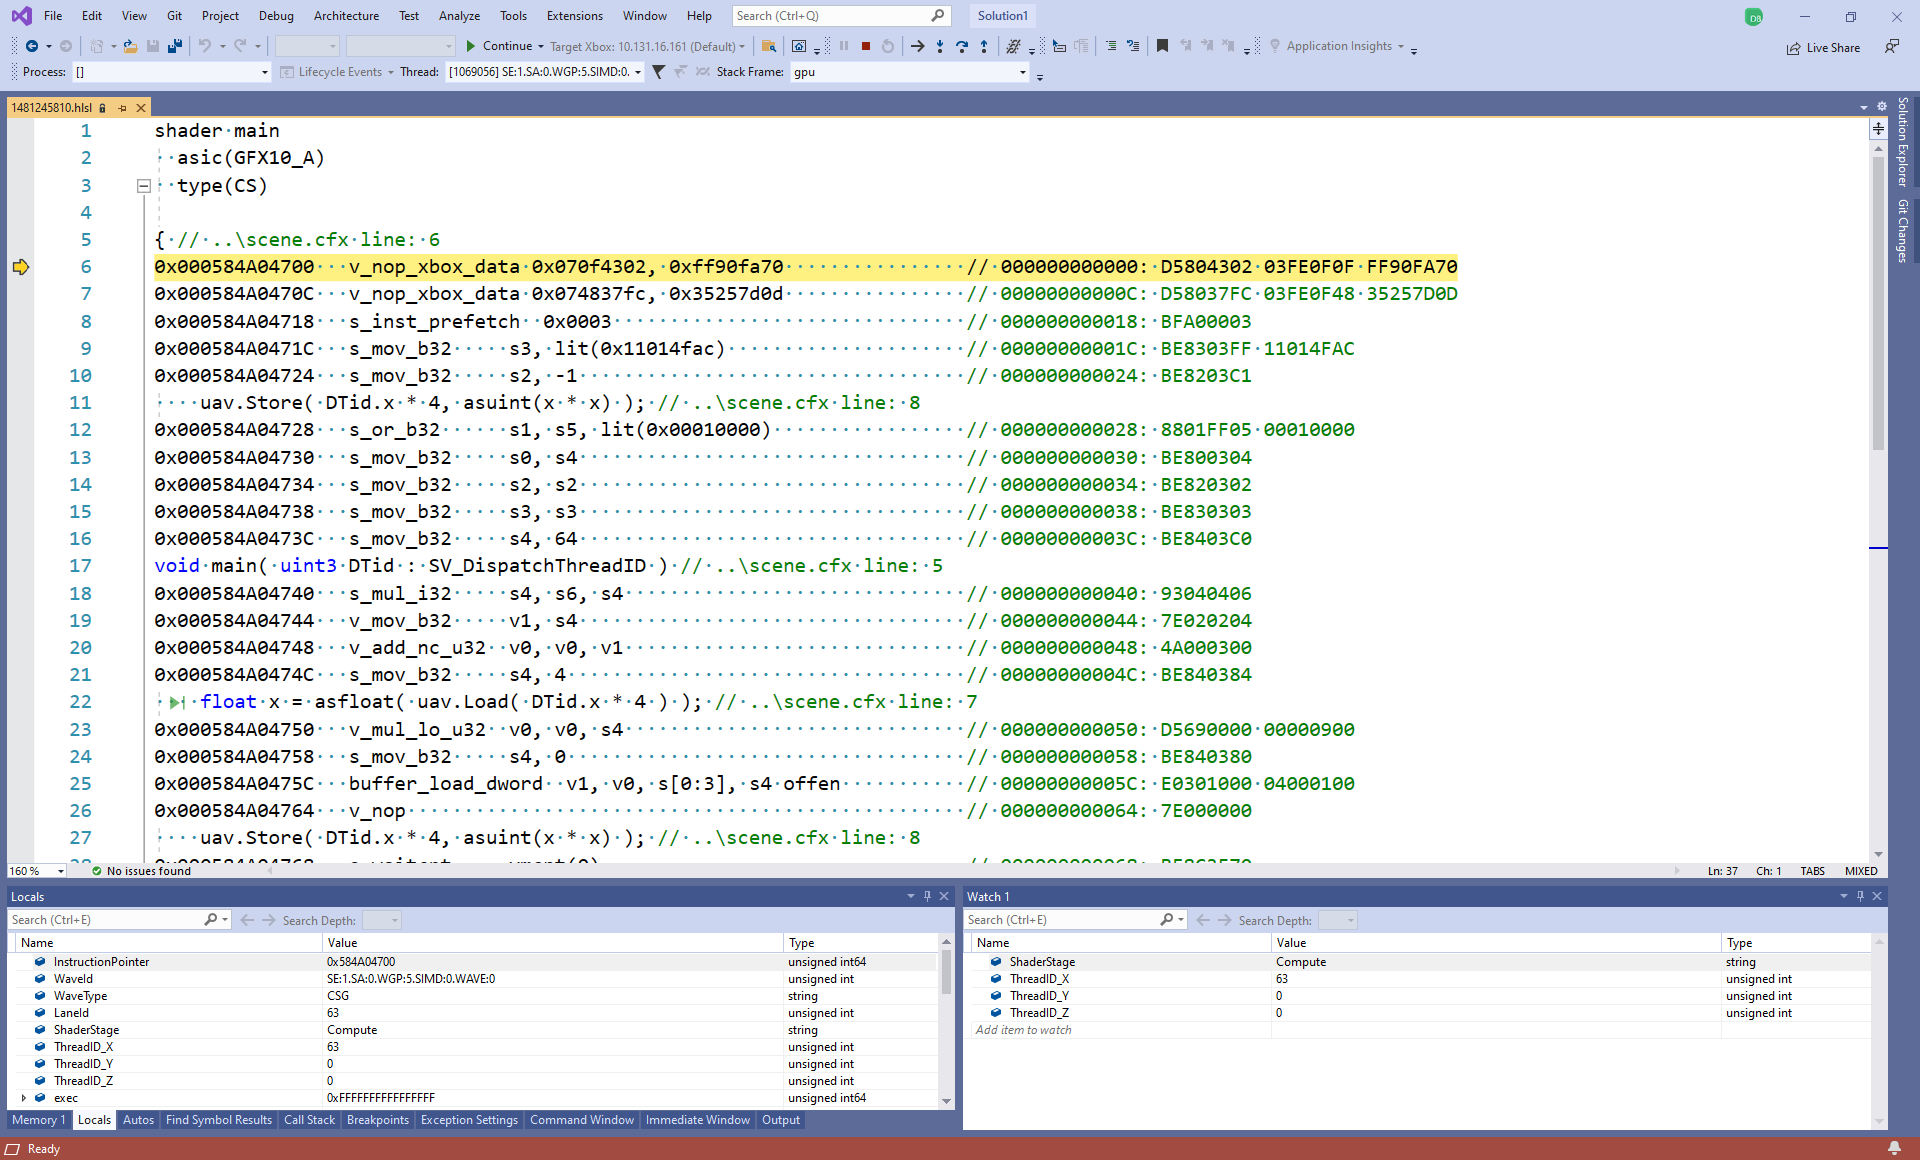 File Edit View Git Project Debug Architecture Test Analyze Tools Extensions Window Help Search (Ctrl+Q) Solution1 DB
Continue Target Xbox: 10.131.16.161 (Default) Application Insights Live Share
Process: [] Lifecycle Events Thread: [1069056] SE:1.SA:0.WGP:5.SIMD:0. Stack Frame: gpu
1481245810.hlsl
Solution Explorer
Git Changes
1 shader main
2 asic(GFX10_A)
3 type(CS)
4
5 { // ..\scene.cfx line: 6
6 0x000584A04700 v_nop_xbox_data 0x070f4302, 0xff90fa70 // 000000000000: D5804302 03FE0F0F FF90FA70
7 0x000584A0470C v_nop_xbox_data 0x074837fc, 0x35257d0d // 00000000000C: D58037FC 03FE0F48 35257D0D
8 0x000584A04718 s_inst_prefetch 0x0003 // 000000000018: BFA00003
9 0x000584A0471C s_mov_b32 s3, lit(0x11014fac) // 00000000001C: BE8303FF 11014FAC
10 0x000584A04724 s_mov_b32 s2, -1 // 000000000024: BE8203C1
11 uav.Store( DTid.x * 4, asuint(x * x) ); // ..\scene.cfx line: 8
12 0x000584A04728 s_or_b32 s1, s5, lit(0x00010000) // 000000000028: 8801FF05 00010000
13 0x000584A04730 s_mov_b32 s0, s4 // 000000000030: BE800304
14 0x000584A04734 s_mov_b32 s2, s2 // 000000000034: BE820302
15 0x000584A04738 s_mov_b32 s3, s3 // 000000000038: BE830303
16 0x000584A0473C s_mov_b32 s4, 64 // 00000000003C: BE8403C0
17 void main( uint3 DTid : SV_DispatchThreadID ) // ..\scene.cfx line: 5
18 0x000584A04740 s_mul_i32 s4, s6, s4 // 000000000040: 93040406
19 0x000584A04744 v_mov_b32 v1, s4 // 000000000044: 7E020204
20 0x000584A04748 v_add_nc_u32 v0, v0, v1 // 000000000048: 4A000300
21 0x000584A0474C s_mov_b32 s4, 4 // 00000000004C: BE840384
22 float x = asfloat( uav.Load( DTid.x * 4 ) ); // ..\scene.cfx line: 7
23 0x000584A04750 v_mul_lo_u32 v0, v0, s4 // 000000000050: D5690000 00000900
24 0x000584A04758 s_mov_b32 s4, 0 // 000000000058: BE840380
25 0x000584A0475C buffer_load_dword v1, v0, s[0:3], s4 offen // 00000000005C: E0301000 04000100
26 0x000584A04764 v_nop // 000000000064: 7E000000
27 uav.Store( DTid.x * 4, asuint(x * x) ); // ..\scene.cfx line: 8
160 % No issues found Ln: 37 Ch: 1 TABS MIXED
Locals
Search (Ctrl+E) Search Depth:
Name Value Type
InstructionPointer 0x584A04700 unsigned int64
WaveId SE:1.SA:0.WGP:5.SIMD:0.WAVE:0 unsigned int
WaveType CSG string
LaneId 63 unsigned int
ShaderStage Compute string
ThreadID_X 63 unsigned int
ThreadID_Y 0 unsigned int
ThreadID_Z 0 unsigned int
exec 0xFFFFFFFFFFFFFFFF unsigned int64
Memory 1 Locals Autos Find Symbol Results Call Stack Breakpoints Exception Settings Command Window Immediate Window Output
Watch 1
Search (Ctrl+E) Search Depth:
Name Value Type
ShaderStage Compute string
ThreadID_X 63 unsigned int
ThreadID_Y 0 unsigned int
ThreadID_Z 0 unsigned int
Add item to watch
Ready